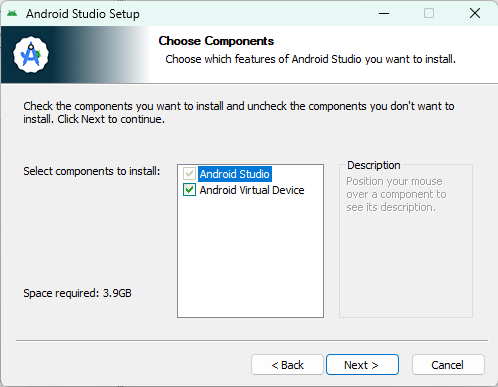 Android Studio Setup
Choose Components
Choose which features of Android Studio you want to install.
Check the components you want to install and uncheck the components you don't want to
install. Click Next to continue.
Select components to install:
Android Studio
Android Virtual Device
Description
Position your mouse
over a component to
see its description.
Space required: 3.9GB
< Back
Next >
Cancel